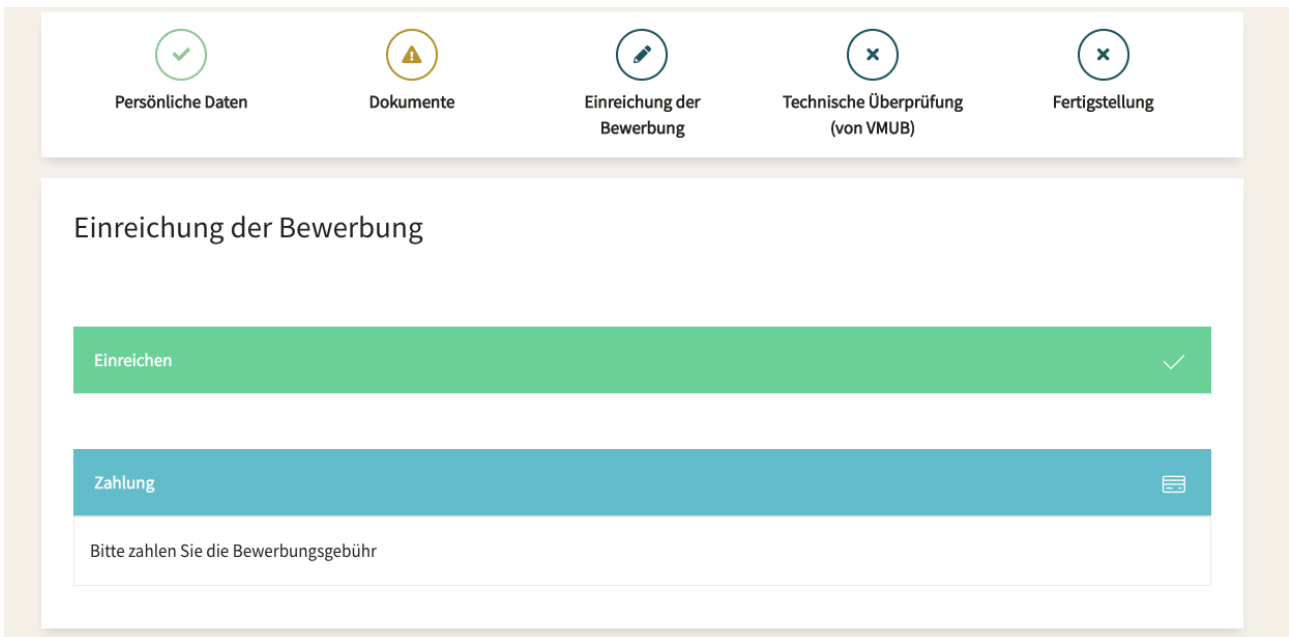 Persönliche Daten
Dokumente
Einreichung der
Bewerbung
Technische Überprüfung
(von VMUB)
Fertigstellung
Einreichung der Bewerbung
Einreichen
Zahlung
Bitte zahlen Sie die Bewerbungsgebühr